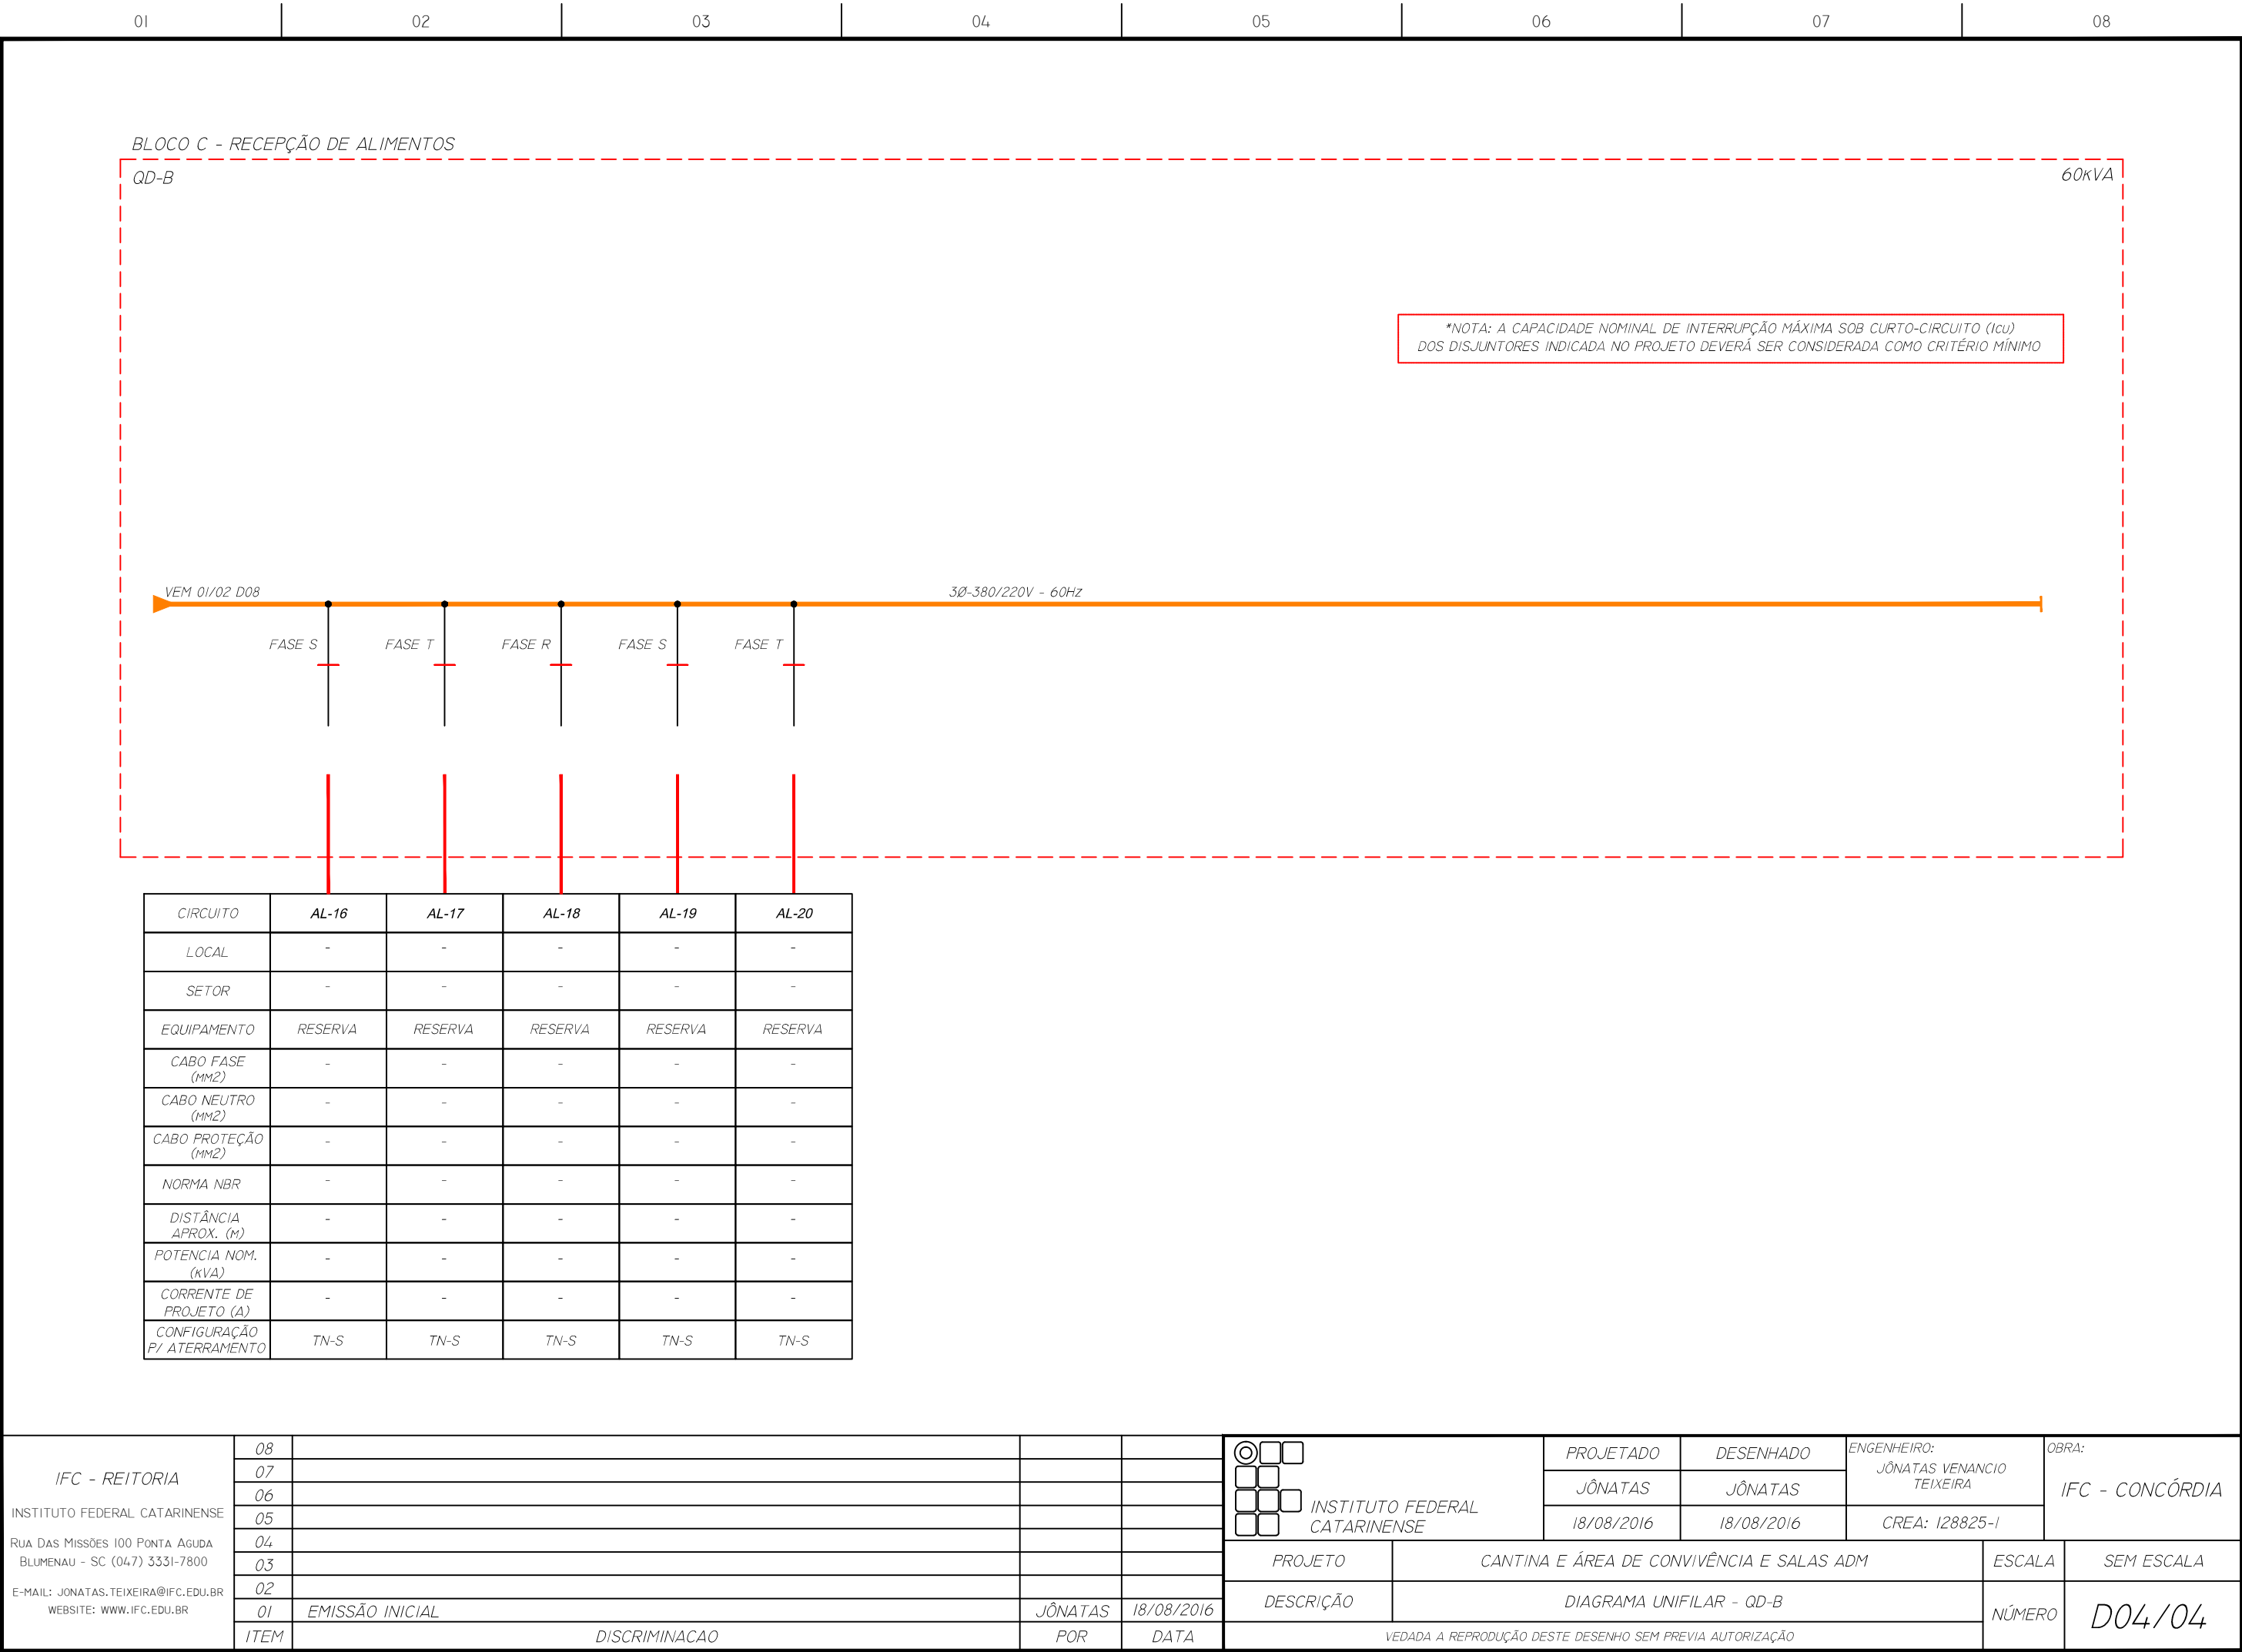 01 02 03 04 05 06 07 08
BLOCO C - RECEPÇÃO DE ALIMENTOS
QD-B
60KVA
*NOTA: A CAPACIDADE NOMINAL DE INTERRUPÇÃO MÁXIMA SOB CURTO-CIRCUITO (ICU)
DOS DISJUNTORES INDICADA NO PROJETO DEVERÁ SER CONSIDERADA COMO CRITÉRIO MÍNIMO
VEM 01/02 D08
3Ø-380/220V - 60Hz
FASE S FASE T FASE R FASE S FASE T
CIRCUITO AL-16 AL-17 AL-18 AL-19 AL-20
LOCAL - - - - -
SETOR - - - - -
EQUIPAMENTO RESERVA RESERVA RESERVA RESERVA RESERVA
CABO FASE
(MM2) - - - - -
CABO NEUTRO
(MM2) - - - - -
CABO PROTEÇÃO
(MM2) - - - - -
NORMA NBR - - - - -
DISTÂNCIA
APROX. (M) - - - - -
POTENCIA NOM.
(KVA) - - - - -
CORRENTE DE
PROJETO (A) - - - - -
CONFIGURAÇÃO
P/ ATERRAMENTO TN-S TN-S TN-S TN-S TN-S
IFC - REITORIA
INSTITUTO FEDERAL CATARINENSE
RUA DAS MISSÕES 100 PONTA AGUDA
BLUMENAU - SC (047) 3331-7800
E-MAIL: JONATAS.TEIXEIRA@IFC.EDU.BR
WEBSITE: WWW.IFC.EDU.BR
08
07
06
05
04
03
02
01 EMISSÃO INICIAL JÔNATAS 18/08/2016
ITEM DISCRIMINACAO POR DATA
INSTITUTO FEDERAL
CATARINENSE
PROJETADO DESENHADO
JÔNATAS JÔNATAS
18/08/2016 18/08/2016
ENGENHEIRO:
JÔNATAS VENANCIO
TEIXEIRA
CREA: 128825-1
OBRA:
IFC - CONCÓRDIA
PROJETO CANTINA E ÁREA DE CONVIVÊNCIA E SALAS ADM ESCALA SEM ESCALA
DESCRIÇÃO DIAGRAMA UNIFILAR - QD-B
NÚMERO D04/04
VEDADA A REPRODUÇÃO DESTE DESENHO SEM PREVIA AUTORIZAÇÃO